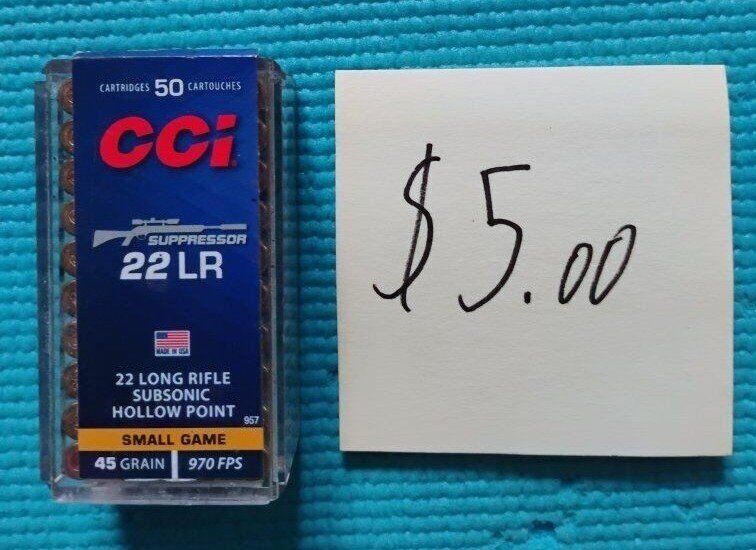 CARTRIDGES 50 CARTOUCHES
CCi
SUPPRESSOR
22 LR
MADE IN USA
22 LONG RIFLE
SUBSONIC
HOLLOW POINT
957
SMALL GAME
45 GRAIN 970 FPS
$5.00